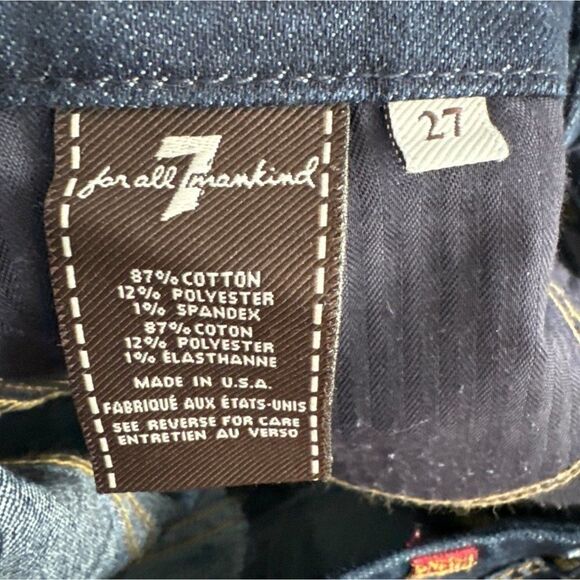 7
for all mankind
27
87% COTTON
12% POLYESTER
1% SPANDEX
87% COTON
12% POLYESTER
1% ÉLASTHANNE
MADE IN U.S.A.
FABRIQUÉ AUX ÉTATS-UNIS
SEE REVERSE FOR CARE
ENTRETIEN AU VERSO